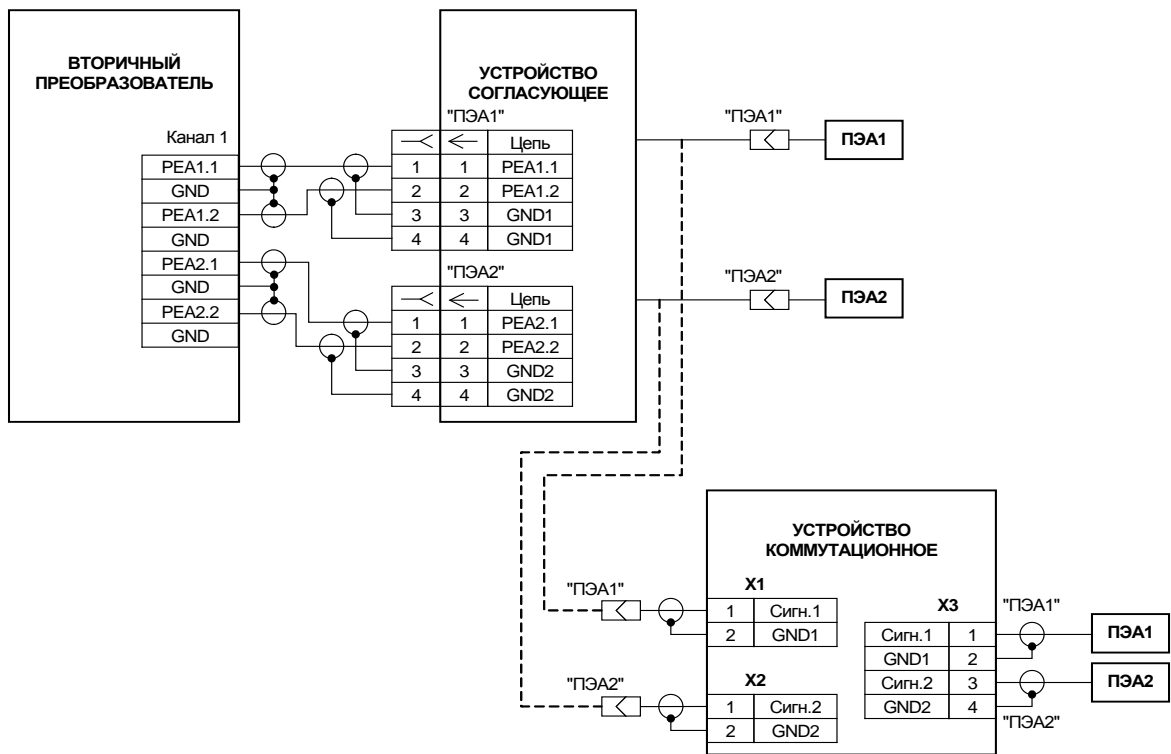 ВТОРИЧНЫЙ
ПРЕОБРАЗОВАТЕЛЬ
Канал 1
PEA1.1
GND
PEA1.2
GND
PEA2.1
GND
PEA2.2
GND
УСТРОЙСТВО
СОГЛАСУЮЩЕЕ
"ПЭА1"
Цепь
1 1 PEA1.1
2 2 PEA1.2
3 3 GND1
4 4 GND1
"ПЭА2"
Цепь
1 1 PEA2.1
2 2 PEA2.2
3 3 GND2
4 4 GND2
"ПЭА1"
ПЭА1
"ПЭА2"
ПЭА2
УСТРОЙСТВО
КОММУТАЦИОННОЕ
"ПЭА1"
X1
1 Сигн.1
2 GND1
"ПЭА2"
X2
1 Сигн.2
2 GND2
X3
Сигн.1 1
GND1 2
Сигн.2 3
GND2 4
"ПЭА1"
ПЭА1
ПЭА2
"ПЭА2"